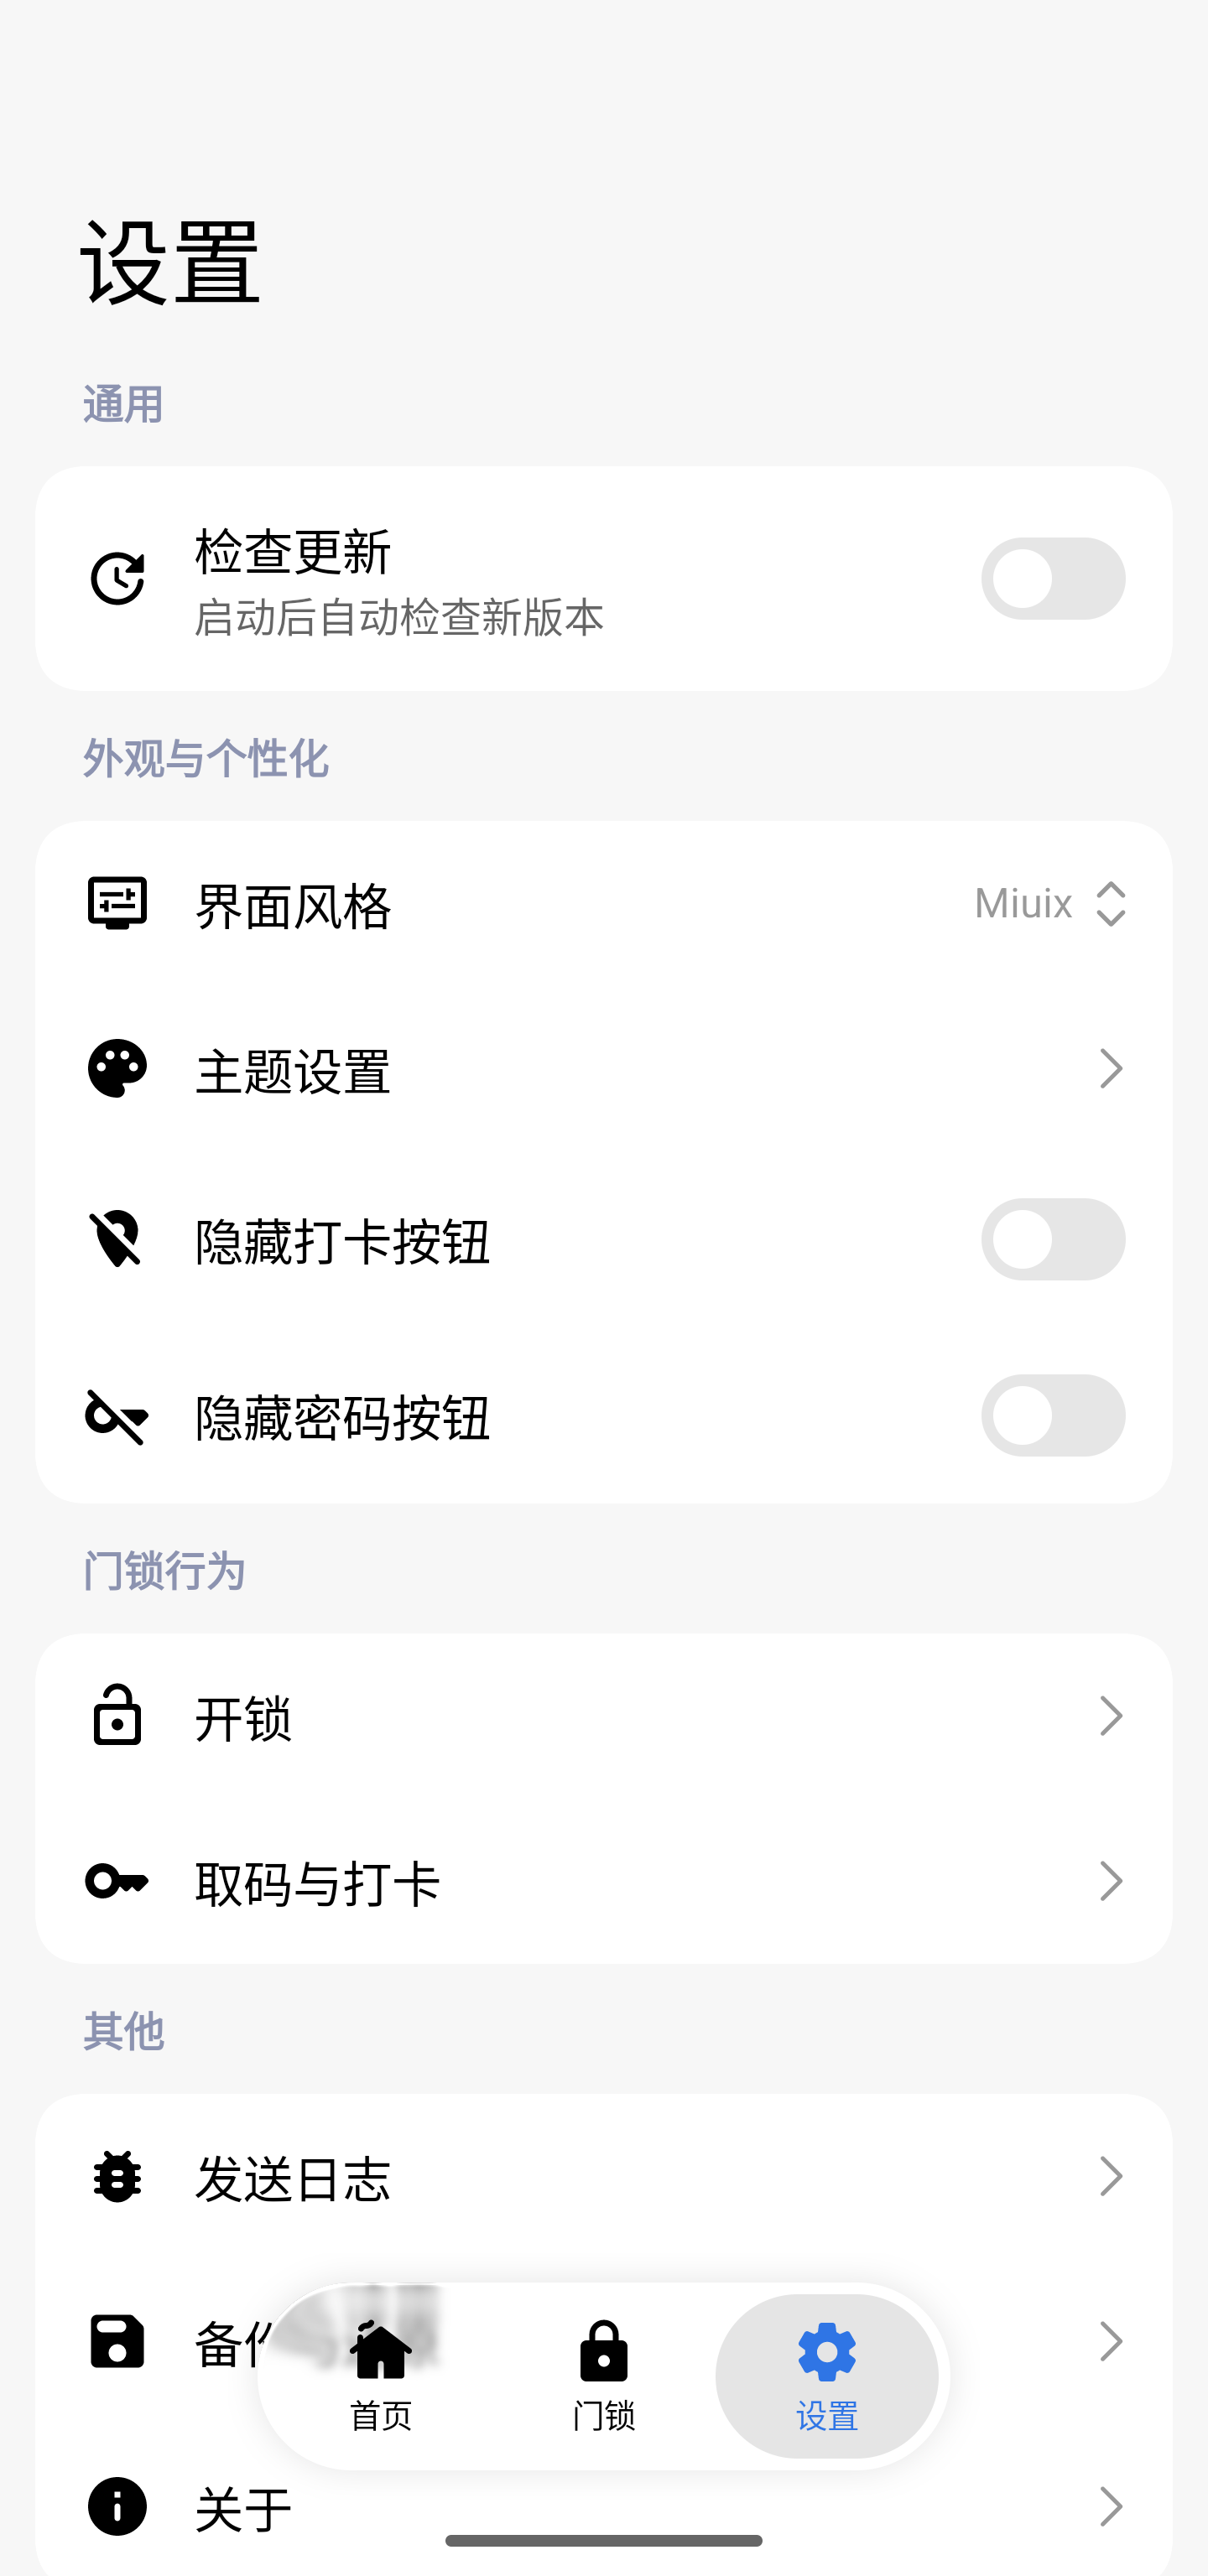 设置
通用
检查更新
启动后自动检查新版本
外观与个性化
界面风格
Miuix
主题设置
隐藏打卡按钮
隐藏密码按钮
门锁行为
开锁
取码与打卡
其他
发送日志
备份
首页
门锁
设置
关于